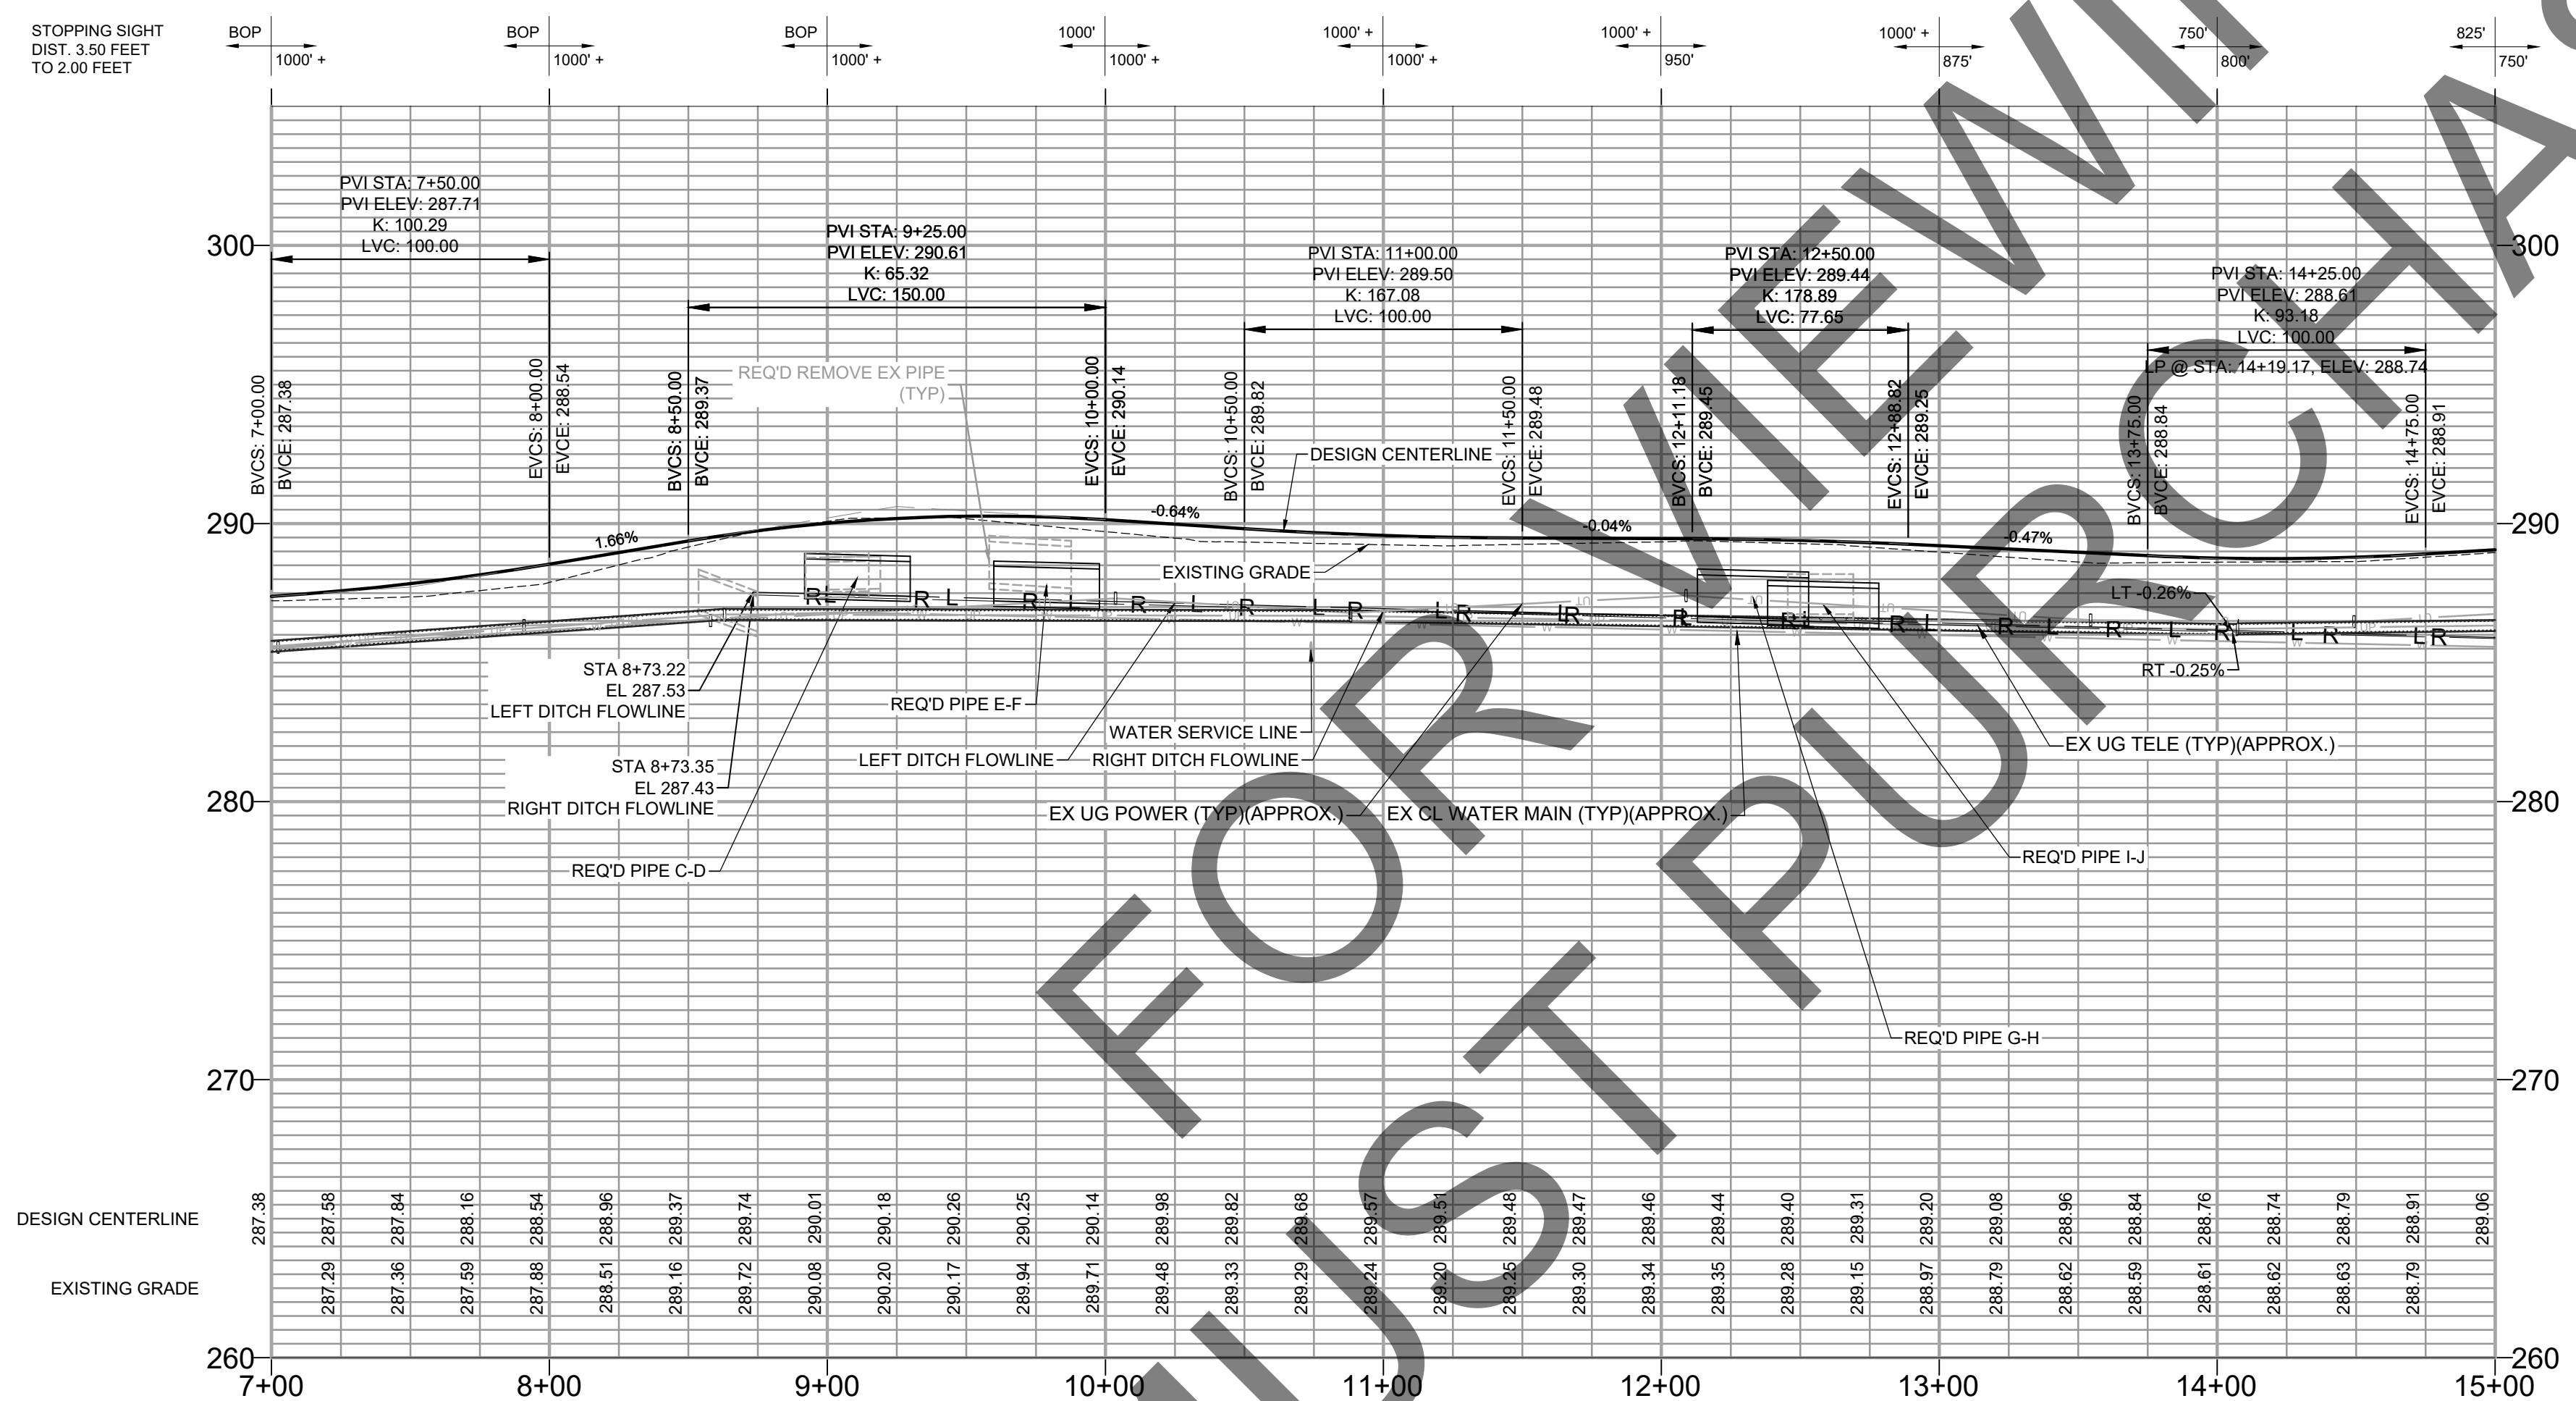 STOPPING SIGHT
DIST. 3.50 FEET
TO 2.00 FEET
BOP
1000' +
BOP
1000' +
BOP
1000' +
1000'
1000' +
1000' +
1000' +
1000' +
950'
1000' +
875'
750'
800'
825'
750'
PVI STA: 7+50.00
PVI ELEV: 287.71
K: 100.29
LVC: 100.00
PVI STA: 9+25.00
PVI ELEV: 290.61
K: 65.32
LVC: 150.00
PVI STA: 11+00.00
PVI ELEV: 289.50
K: 167.08
LVC: 100.00
PVI STA: 12+50.00
PVI ELEV: 289.44
K: 178.89
LVC: 77.65
PVI STA: 14+25.00
PVI ELEV: 288.61
K: 93.18
LVC: 100.00
LP @ STA: 14+19.17, ELEV: 288.74
300
300
BVCS: 7+00.00
BVCE: 287.38
EVCS: 8+00.00
EVCE: 288.54
BVCS: 8+50.00
BVCE: 289.37
REQ'D REMOVE EX PIPE
(TYP)
EVCS: 10+00.00
EVCE: 290.14
BVCS: 10+50.00
BVCE: 289.82
EVCS: 11+50.00
EVCE: 289.48
BVCS: 12+11.18
BVCE: 289.45
EVCS: 12+88.82
EVCE: 289.25
BVCS: 13+75.00
BVCE: 288.84
EVCS: 14+75.00
EVCE: 288.91
DESIGN CENTERLINE
290
290
1.66%
-0.64%
-0.04%
-0.47%
EXISTING GRADE
LT -0.26%
RT -0.25%
STA 8+73.22
EL 287.53
LEFT DITCH FLOWLINE
REQ'D PIPE E-F
WATER SERVICE LINE
LEFT DITCH FLOWLINE
RIGHT DITCH FLOWLINE
EX UG TELE (TYP)(APPROX.)
STA 8+73.35
EL 287.43
RIGHT DITCH FLOWLINE
280
280
EX UG POWER (TYP)(APPROX.)
EX CL WATER MAIN (TYP)(APPROX.)
REQ'D PIPE C-D
REQ'D PIPE I-J
REQ'D PIPE G-H
270
270
DESIGN CENTERLINE
287.38 287.58 287.84 288.16 288.54 288.96 289.37 289.74 290.01 290.18 290.26 290.25 290.14 289.98 289.82 289.68 289.57 289.51 289.48 289.47 289.46 289.44 289.40 289.31 289.20 289.08 288.96 288.84 288.76 288.74 288.79 288.91 289.06
EXISTING GRADE
287.29 287.36 287.59 287.88 288.51 289.16 289.72 290.08 290.20 290.17 289.94 289.71 289.48 289.33 289.29 289.24 289.20 289.25 289.30 289.34 289.35 289.28 289.15 288.97 288.79 288.62 288.59 288.61 288.62 288.63 288.79
260
260
7+00 8+00 9+00 10+00 11+00 12+00 13+00 14+00 15+00
FOR